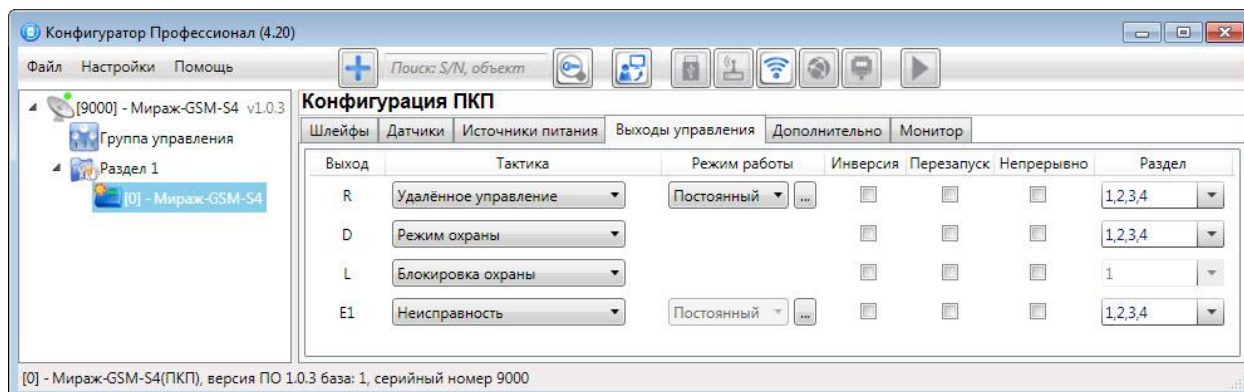 Конфигуратор Профессионал (4.20)
Файл Настройки Помощь Поиск: S/N, объект
[9000] - Мираж-GSM-S4 v1.0.3
Группа управления
Раздел 1
[0] - Мираж-GSM-S4
Конфигурация ПКП
Шлейфы Датчики Источники питания Выходы управления Дополнительно Монитор
Выход Тактика Режим работы Инверсия Перезапуск Непрерывно Раздел
R Удалённое управление Постоянный ... 1,2,3,4
D Режим охраны 1,2,3,4
L Блокировка охраны 1
E1 Неисправность Постоянный ... 1,2,3,4
[0] - Мираж-GSM-S4(ПКП), версия ПО 1.0.3 база: 1, серийный номер 9000